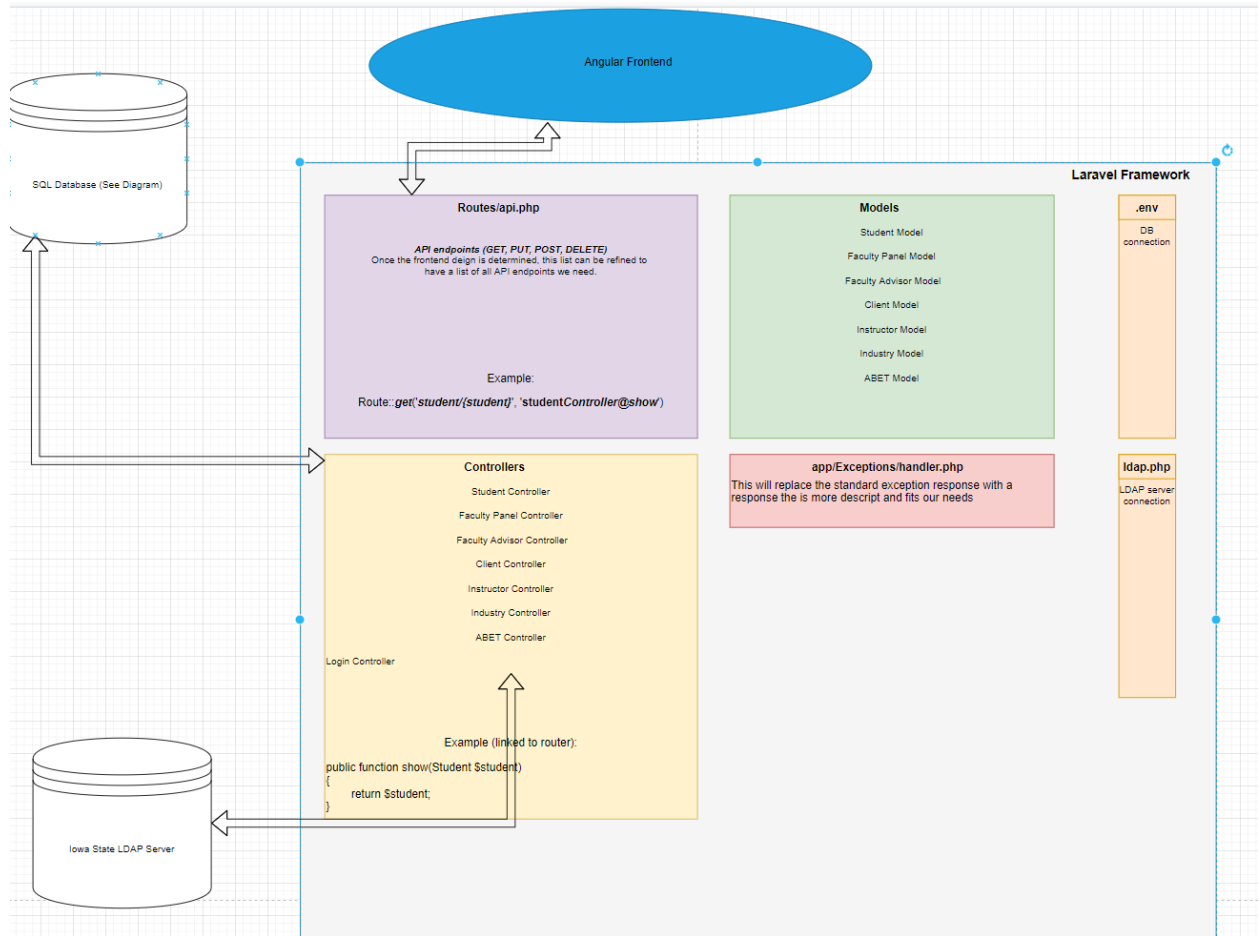 Angular Frontend
SQL Database (See Diagram)
Laravel Framework
Routes/api.php
API endpoints (GET, PUT, POST, DELETE)
Once the frontend deign is determined, this list can be refined to
have a list of all API endpoints we need.
Example:
Route::get('student/{student}', 'studentController@show')
Models
Student Model
Faculty Panel Model
Faculty Advisor Model
Client Model
Instructor Model
Industry Model
ABET Model
.env
DB
connection
Controllers
Student Controller
Faculty Panel Controller
Faculty Advisor Controller
Client Controller
Instructor Controller
Industry Controller
ABET Controller
Login Controller
Example (linked to router):
public function show(Student $student)
{
return $student;
}
app/Exceptions/handler.php
This will replace the standard exception response with a
response the is more descript and fits our needs
ldap.php
LDAP server
connection
Iowa State LDAP Server